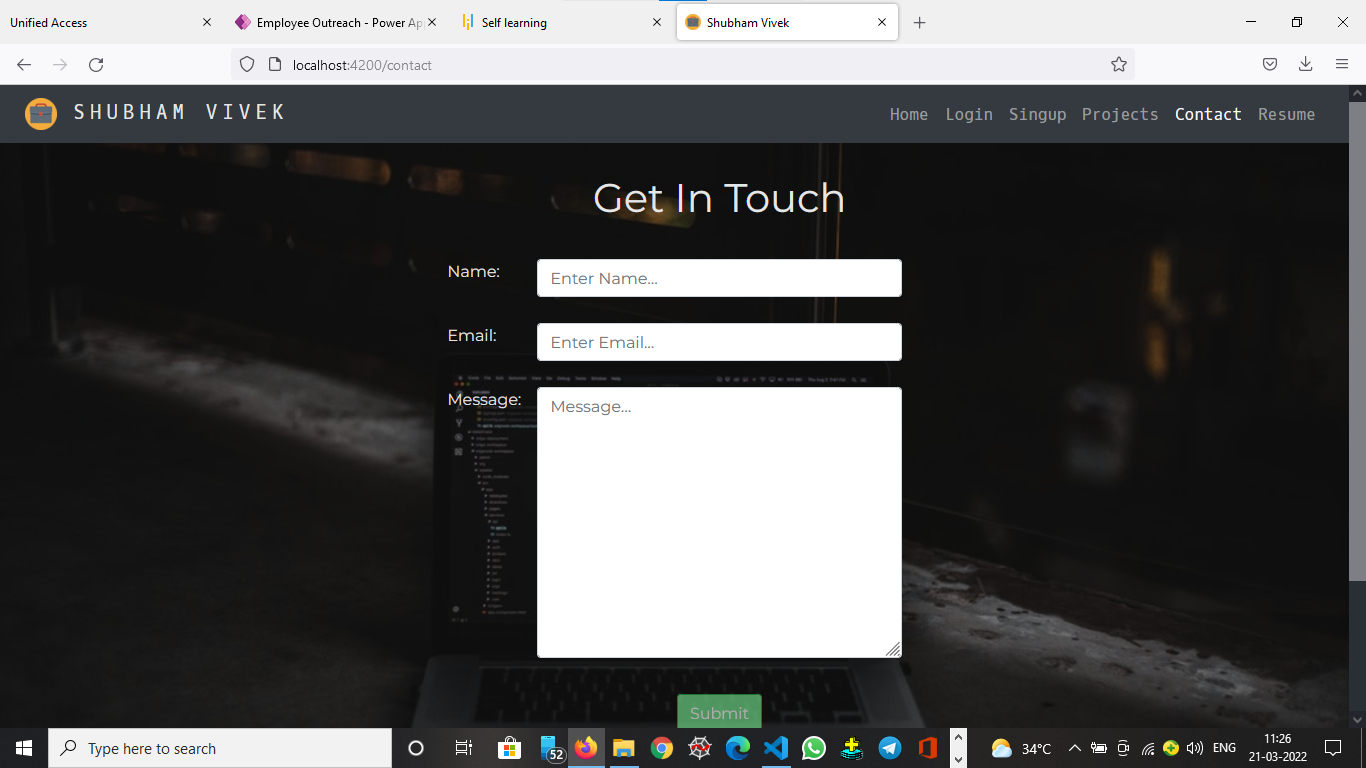 Unified Access
Employee Outreach - Power Ap
Self learning
Shubham Vivek
localhost:4200/contact
SHUBHAM VIVEK
Home Login Singup Projects Contact Resume
Get In Touch
Name:
Enter Name...
Email:
Enter Email...
Message:
Message...
Submit
Type here to search
52
34°C
ENG
11:26
21-03-2022